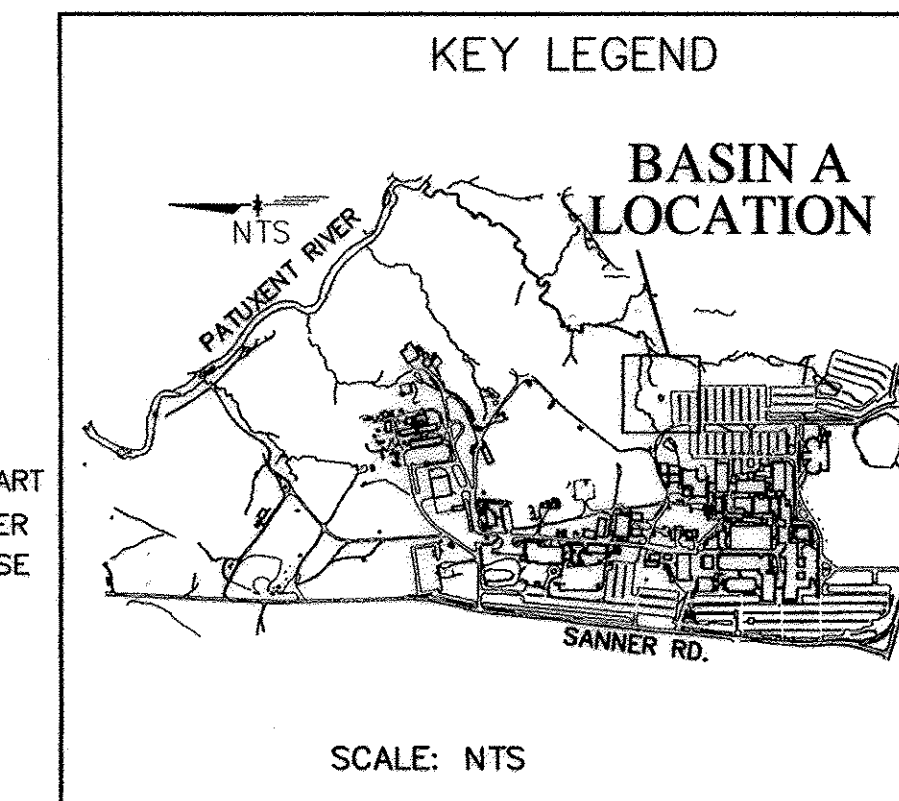 KEY LEGEND
BASIN A
LOCATION
NTS
PATUXENT RIVER
ART
ER
SE
SANNER RD.
SCALE: NTS